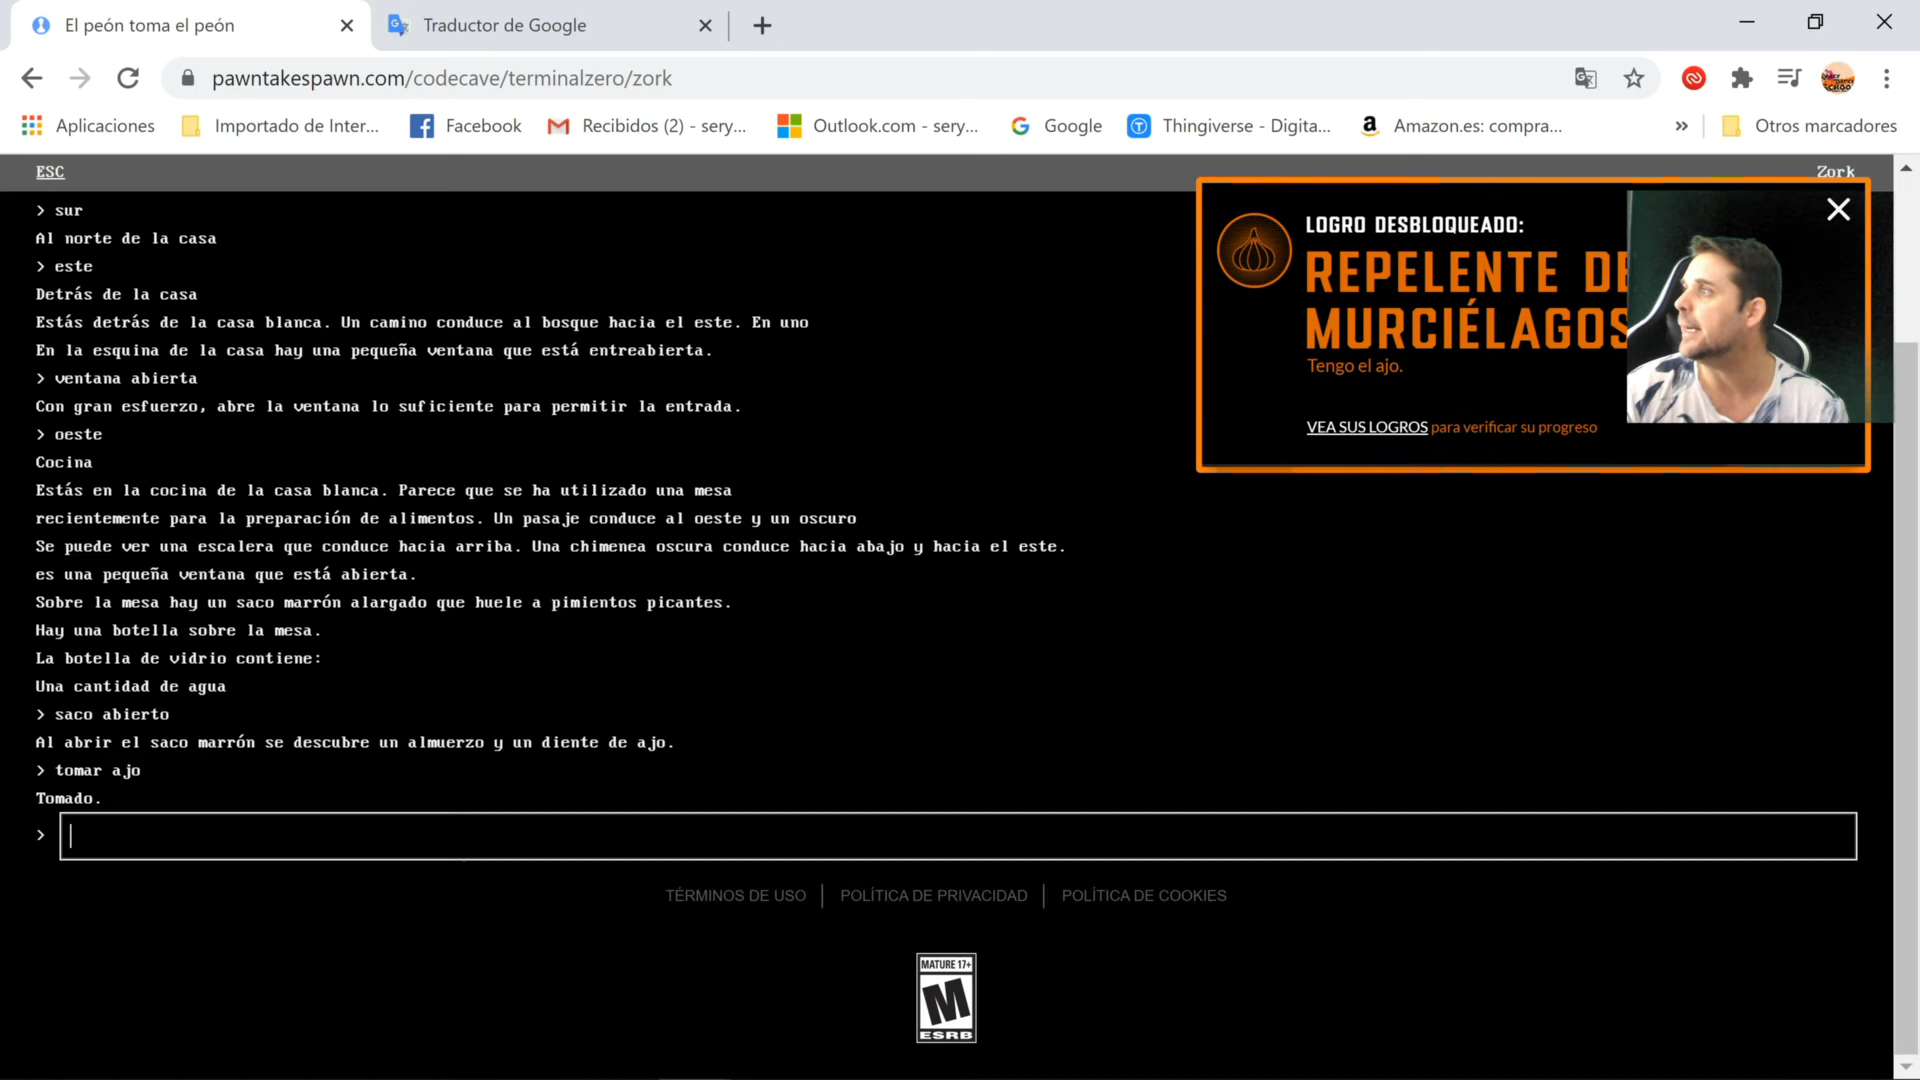 El peón toma el peón
Traductor de Google
pawntakespawn.com/codecave/terminalzero/zork
Aplicaciones
Importado de Inter...
Facebook
Recibidos (2) - sery...
Outlook.com - sery...
Google
Thingiverse - Digita...
Amazon.es: compra...
»
Otros marcadores
ESC
Zork
> sur
Al norte de la casa
> este
Detrás de la casa
Estás detrás de la casa blanca. Un camino conduce al bosque hacia el este. En uno
En la esquina de la casa hay una pequeña ventana que está entreabierta.
> ventana abierta
Con gran esfuerzo, abre la ventana lo suficiente para permitir la entrada.
> oeste
Cocina
Estás en la cocina de la casa blanca. Parece que se ha utilizado una mesa
recientemente para la preparación de alimentos. Un pasaje conduce al oeste y un oscuro
Se puede ver una escalera que conduce hacia arriba. Una chimenea oscura conduce hacia abajo y hacia el este.
es una pequeña ventana que está abierta.
Sobre la mesa hay un saco marrón alargado que huele a pimientos picantes.
Hay una botella sobre la mesa.
La botella de vidrio contiene:
Una cantidad de agua
> saco abierto
Al abrir el saco marrón se descubre un almuerzo y un diente de ajo.
> tomar ajo
Tomado.
>
LOGRO DESBLOQUEADO:
REPELENTE DE
MURCIÉLAGOS
Tengo el ajo.
VEA SUS LOGROS para verificar su progreso
TÉRMINOS DE USO
POLÍTICA DE PRIVACIDAD
POLÍTICA DE COOKIES
MATURE 17+
M
ESRB